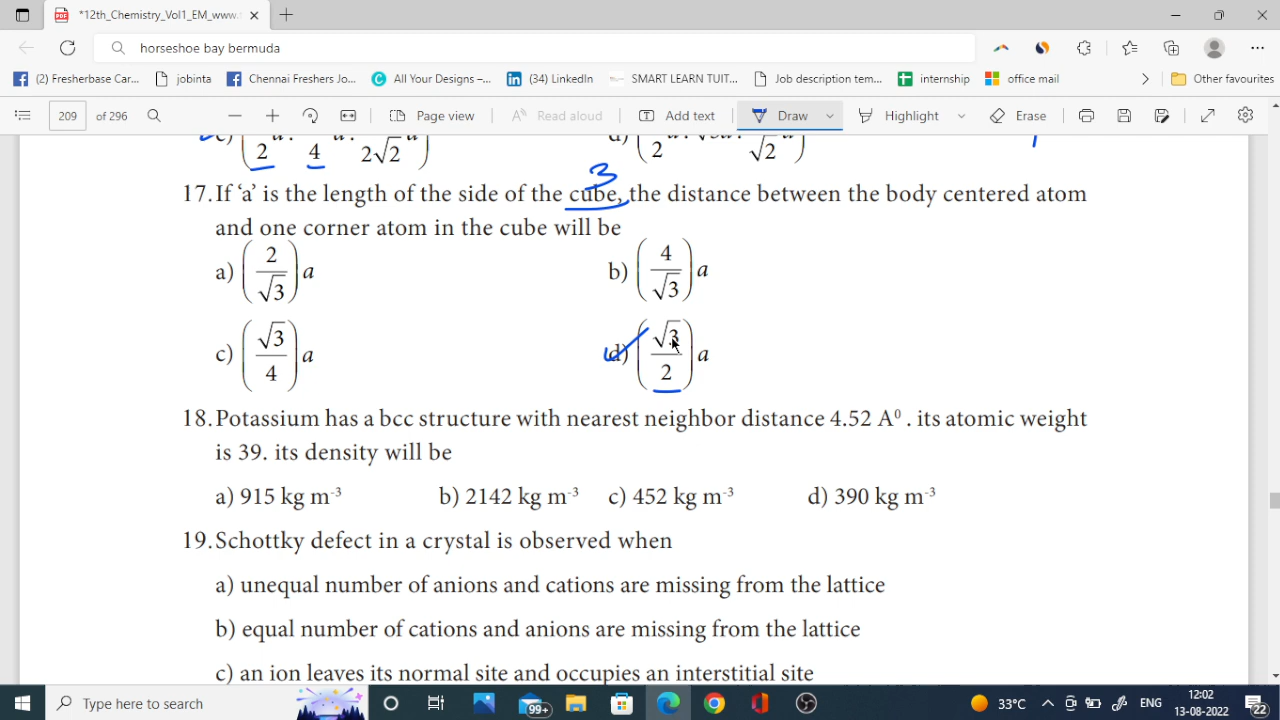 *12th_Chemistry_Vol1_EM_www.
horseshoe bay bermuda
(2) Fresherbase Car... jobinta Chennai Freshers Jo... All Your Designs –... (34) LinkedIn SMART LEARN TUIT... Job description tem... internship office mail Other favourites
209 of 296 Page view Read aloud Add text Draw Highlight Erase
2 4 2√2 2 √2
3
17. If ‘a’ is the length of the side of the cube, the distance between the body centered atom
and one corner atom in the cube will be
a) (2/√3) a b) (4/√3) a
c) (√3/4) a d) (√3/2) a
18. Potassium has a bcc structure with nearest neighbor distance 4.52 A⁰ . its atomic weight
is 39. its density will be
a) 915 kg m⁻³ b) 2142 kg m⁻³ c) 452 kg m⁻³ d) 390 kg m⁻³
19. Schottky defect in a crystal is observed when
a) unequal number of anions and cations are missing from the lattice
b) equal number of cations and anions are missing from the lattice
c) an ion leaves its normal site and occupies an interstitial site
Type here to search 99+ 33°C ENG 12:02 13-08-2022 22